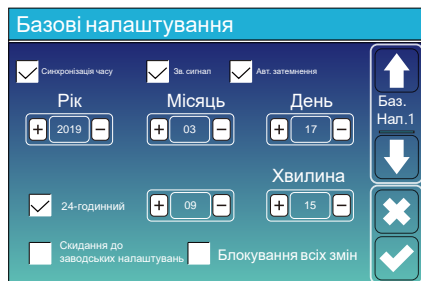 Базові налаштування
Синхронізація часу Зв. сигнал Авт. затемнення
Рік Місяць День
+ 2019 − + 03 − + 17 −
Баз.
Нал.1
Хвилина
24-годинний + 09 − + 15 −
Скидання до
заводських налаштувань
Блокування всіх змін